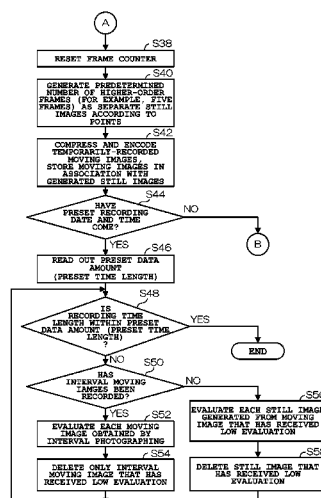 A
S38
RESET FRAME COUNTER
S40
GENERATE PREDETERMINED
NUMBER OF HIGHER-ORDER
FRAMES (FOR EXAMPLE, FIVE
FRAMES) AS SEPARATE STILL
IMAGES ACCORDING TO
POINTS
S42
COMPRESS AND ENCODE
TEMPORARILY-RECORDED
MOVING IMAGES,
STORE MOVING IMAGES IN
ASSOCIATION WITH
GENERATED STILL IMAGES
S44
HAVE
PRESET RECORDING
DATE AND TIME
COME?
NO
B
YES
S46
READ OUT PRESET DATA
AMOUNT
(PRESET TIME LENGTH)
S48
IS
RECORDING TIME
LENGTH WITHIN PRESET
DATA AMOUNT (PRESET TIME
LENGTH)
?
YES
END
NO
S50
HAS
INTERVAL MOVING
IAMGES BEEN
RECORDED?
NO
YES
S52
EVALUATE EACH MOVING
IMAGE OBTAINED BY
INTERVAL PHOTOGRAPHING
S54
DELETE ONLY INTERVAL
MOVING IMAGE THAT HAS
RECEIVED LOW EVALUATION
EVALUATE EACH STILL IMAGE
GENERATED FROM MOVING
IMAGE THAT HAS RECEIVED
LOW EVALUATION
DELETE STILL IMAGE THAT
HAS RECEIVED LOW
EVALUATION